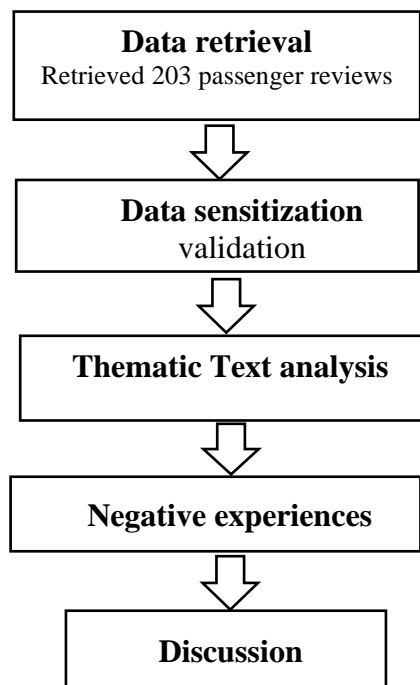 Data retrieval
Retrieved 203 passenger reviews
Data sensitization
validation
Thematic Text analysis
Negative experiences
Discussion